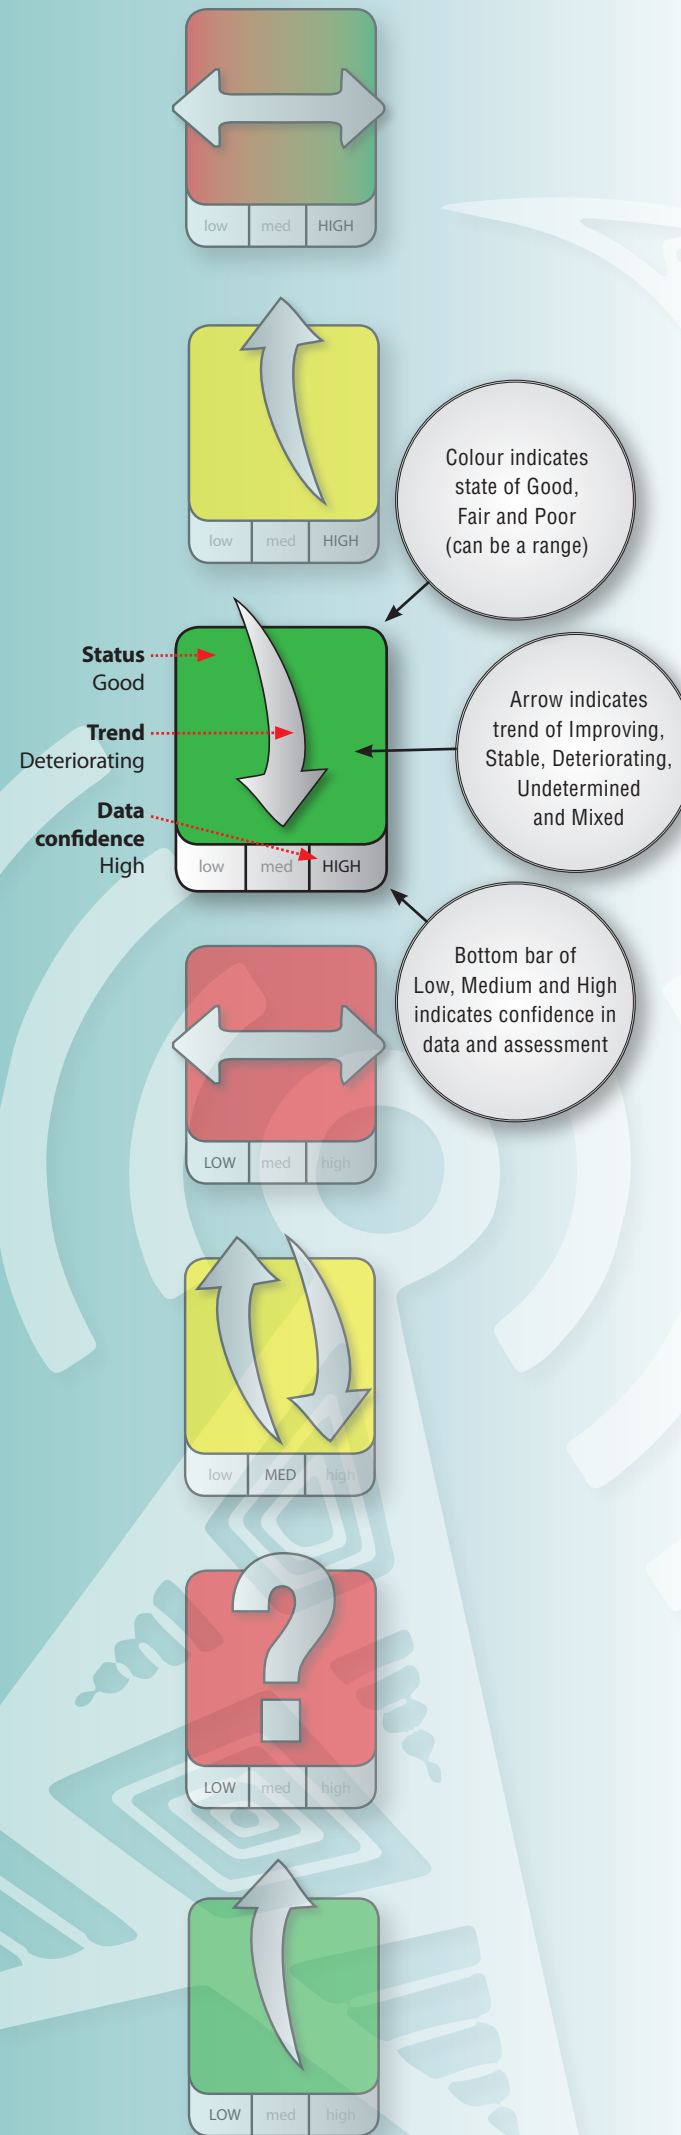 low med HIGH
low med HIGH
Colour indicates
state of Good,
Fair and Poor
(can be a range)
Status
Good
Trend
Deteriorating
Data
confidence
High
Arrow indicates
trend of Improving,
Stable, Deteriorating,
Undetermined
and Mixed
low med HIGH
Bottom bar of
Low, Medium and High
indicates confidence in
data and assessment
LOW med high
low MED high
LOW med high
LOW med high